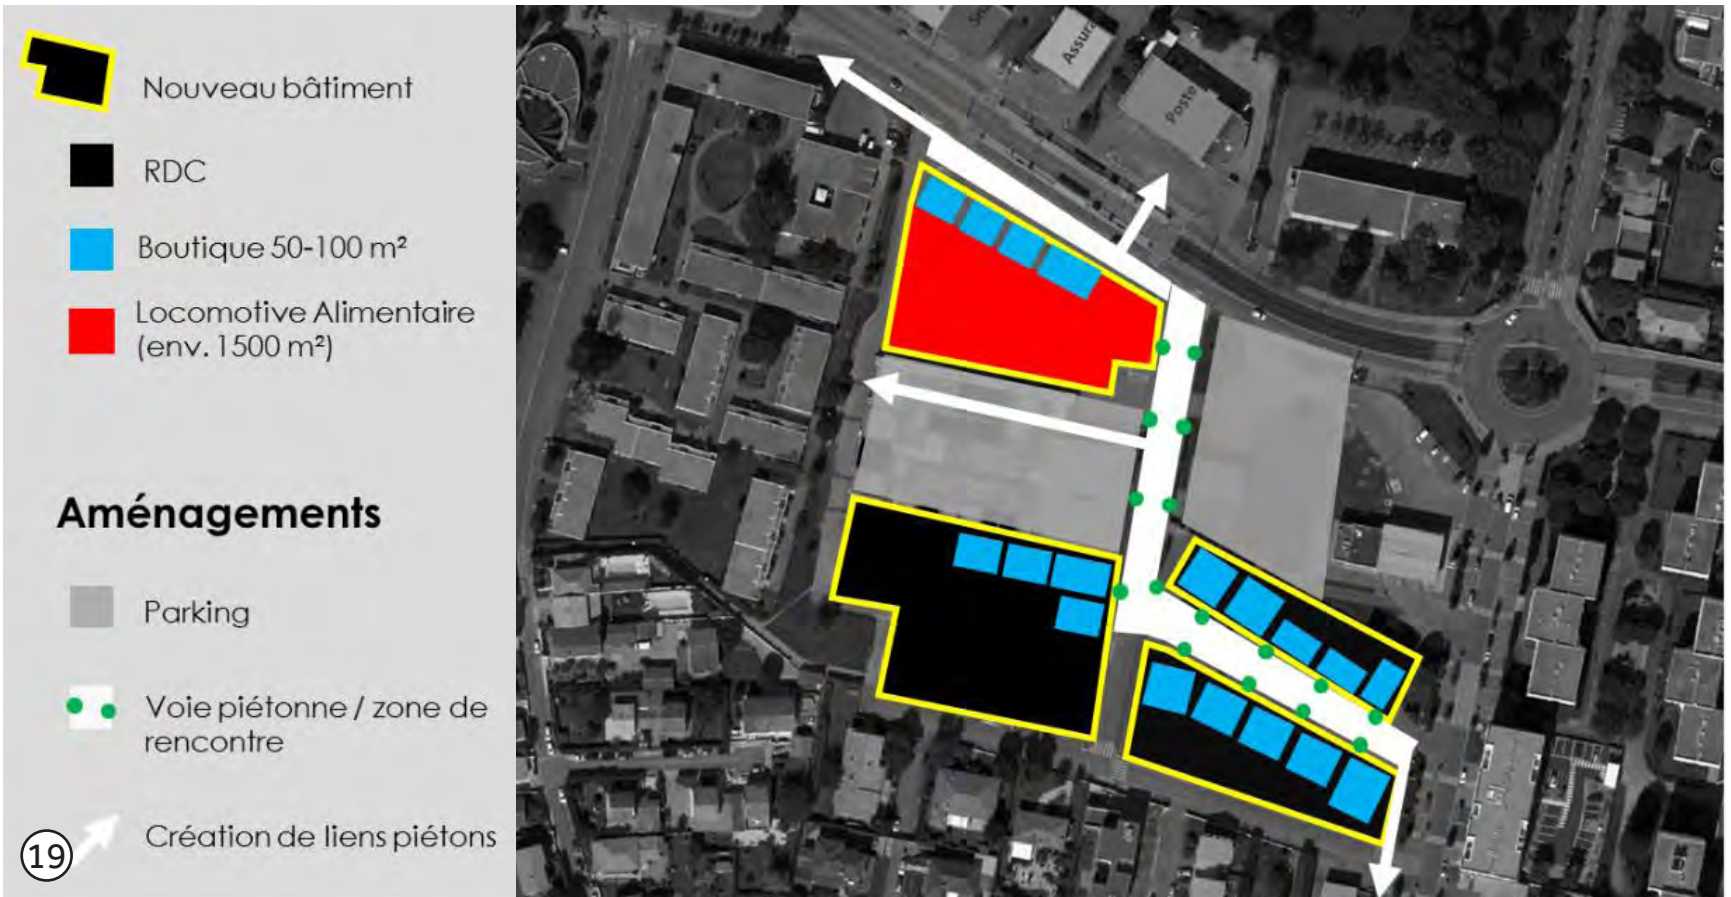 Nouveau bâtiment
RDC
Boutique 50-100 m²
Locomotive Alimentaire
(env. 1500 m²)
Aménagements
Parking
Voie piétonne / zone de
rencontre
Création de liens piétons
19
Assura
Poste